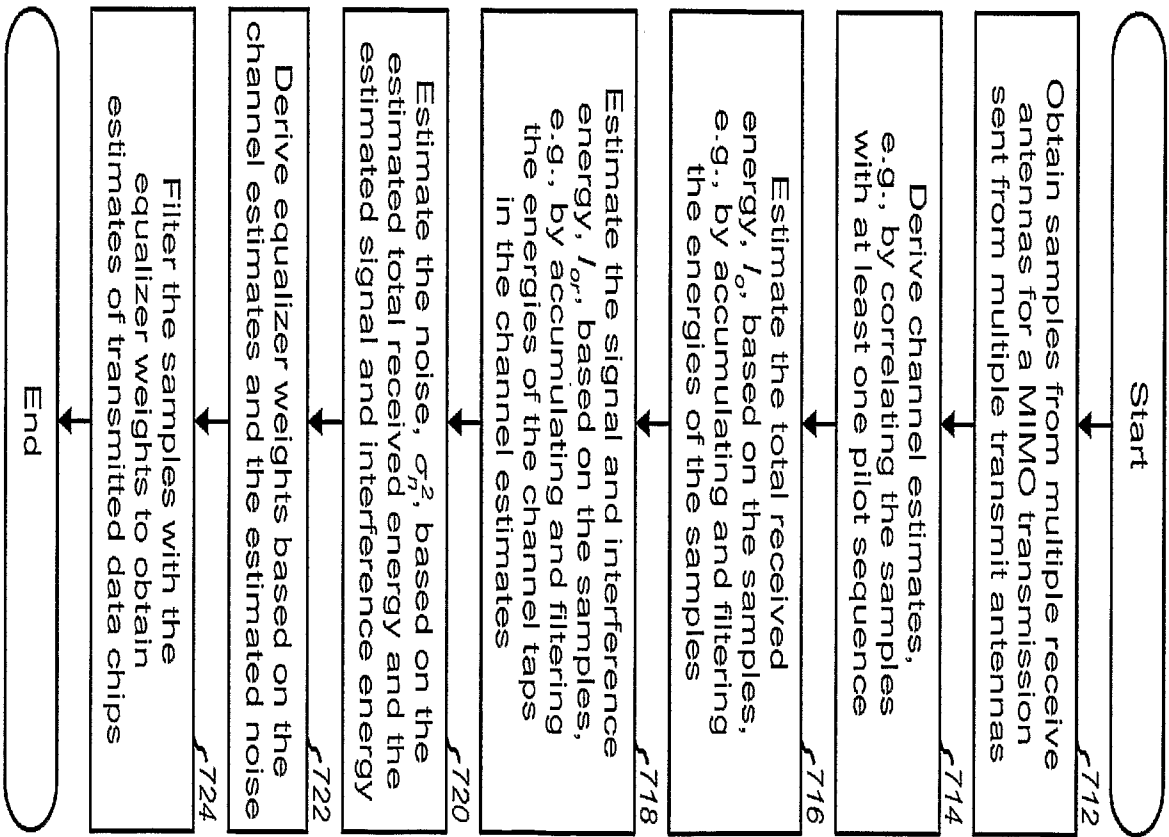 Start
712
Obtain samples from multiple receive
antennas for a MIMO transmission
sent from multiple transmit antennas
714
Derive channel estimates,
e.g., by correlating the samples
with at least one pilot sequence
716
Estimate the total received
energy, Io, based on the samples,
e.g., by accumulating and filtering
the energies of the samples
718
Estimate the signal and interference
energy, Ior, based on the samples,
e.g., by accumulating and filtering
the energies of the channel taps
in the channel estimates
720
Estimate the noise, σn², based on the
estimated total received energy and the
estimated signal and interference energy
722
Derive equalizer weights based on the
channel estimates and the estimated noise
724
Filter the samples with the
equalizer weights to obtain
estimates of transmitted data chips
End